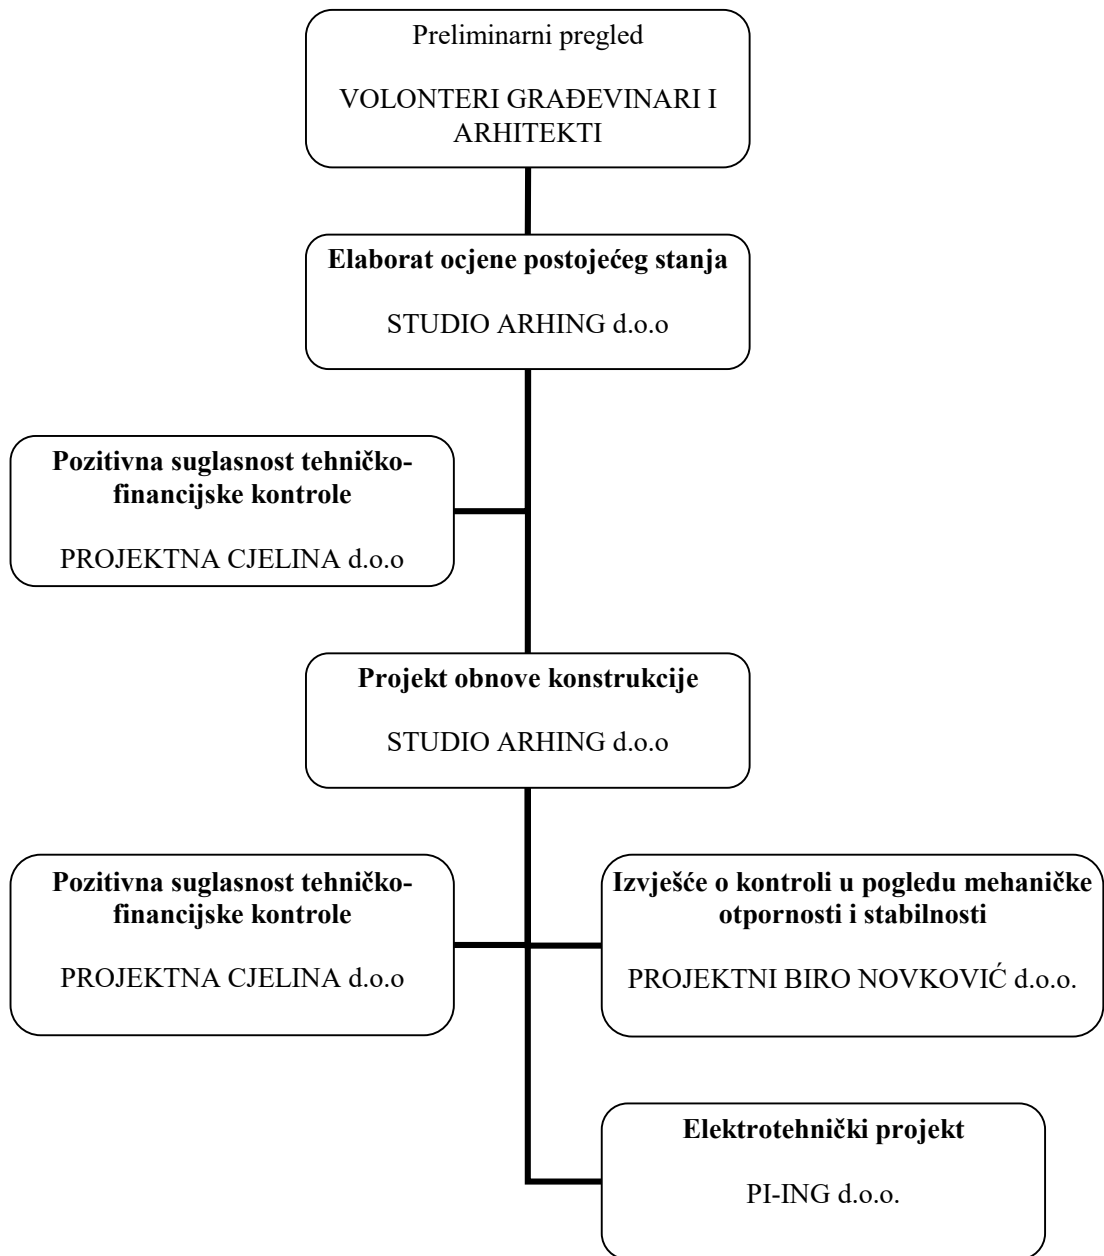 Preliminarni pregled
VOLONTERI GRAĐEVINARI I
ARHITEKTI
Elaborat ocjene postojećeg stanja
STUDIO ARHING d.o.o
Pozitivna suglasnost tehničko-
financijske kontrole
PROJEKTNA CJELINA d.o.o
Projekt obnove konstrukcije
STUDIO ARHING d.o.o
Pozitivna suglasnost tehničko-
financijske kontrole
PROJEKTNA CJELINA d.o.o
Izvješće o kontroli u pogledu mehaničke
otpornosti i stabilnosti
PROJEKTNI BIRO NOVKOVIĆ d.o.o.
Elektrotehnički projekt
PI-ING d.o.o.